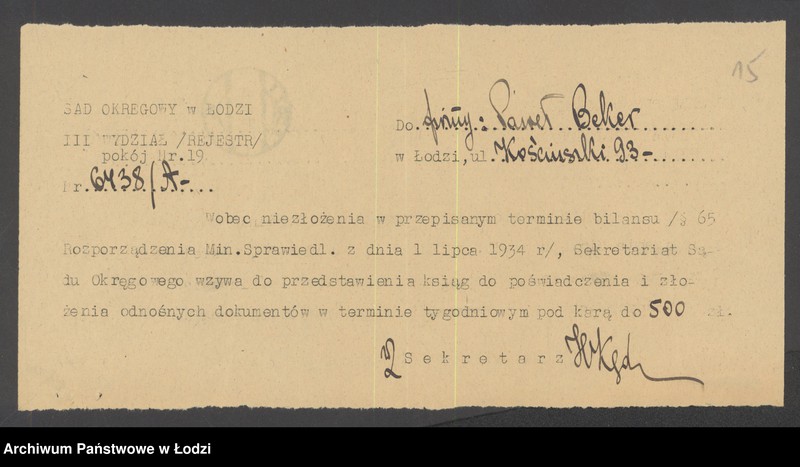 15
SAD OKREGOWY w ŁODZI
III WYDZIAŁ /REJESTR/
pokój Nr.19
Nr. 6438/A-
Do. firmy: Paweł Beker
w Łodzi, ul. Kościuszki 93-
Wobec niezłożenia w przepisanym terminie bilansu /§ 65
Rozporządzenia Min.Sprawiedl. z dnia 1 lipca 1934 r/, Sekretariat Są-
du Okręgowego wzywa do przedstawienia ksiąg do poświadczenia i zło-
żenia odnośnych dokumentów w terminie tygodniowym pod karą do 500 zł.
Sekretarz
Archiwum Państwowe w Łodzi